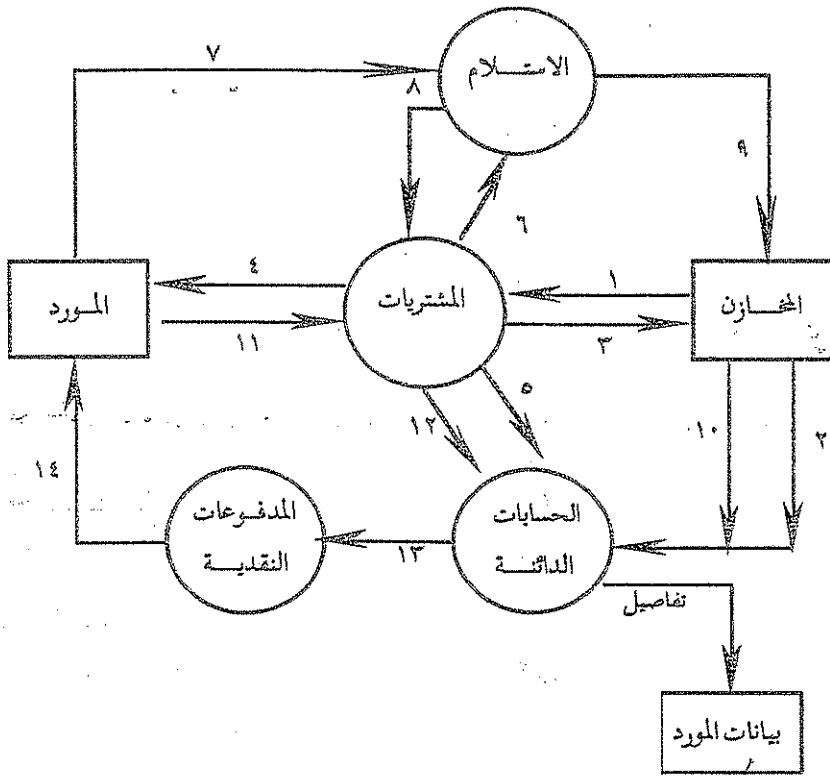 ٧
الاستلام
٨
٩
٦
٤
١
المورد
المشتريات
المخازن
١١
٣
٥
١٢
١٠
٢
١٤
المدفوعات
النقدية
الحسابات
الدائنة
١٣
تفاصيل
بيانات المورد